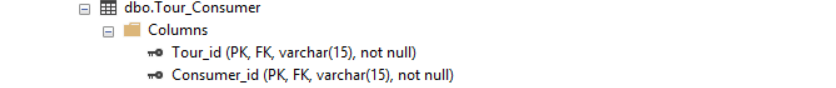 dbo.Tour_Consumer
Columns
Tour_id (PK, FK, varchar(15), not null)
Consumer_id (PK, FK, varchar(15), not null)